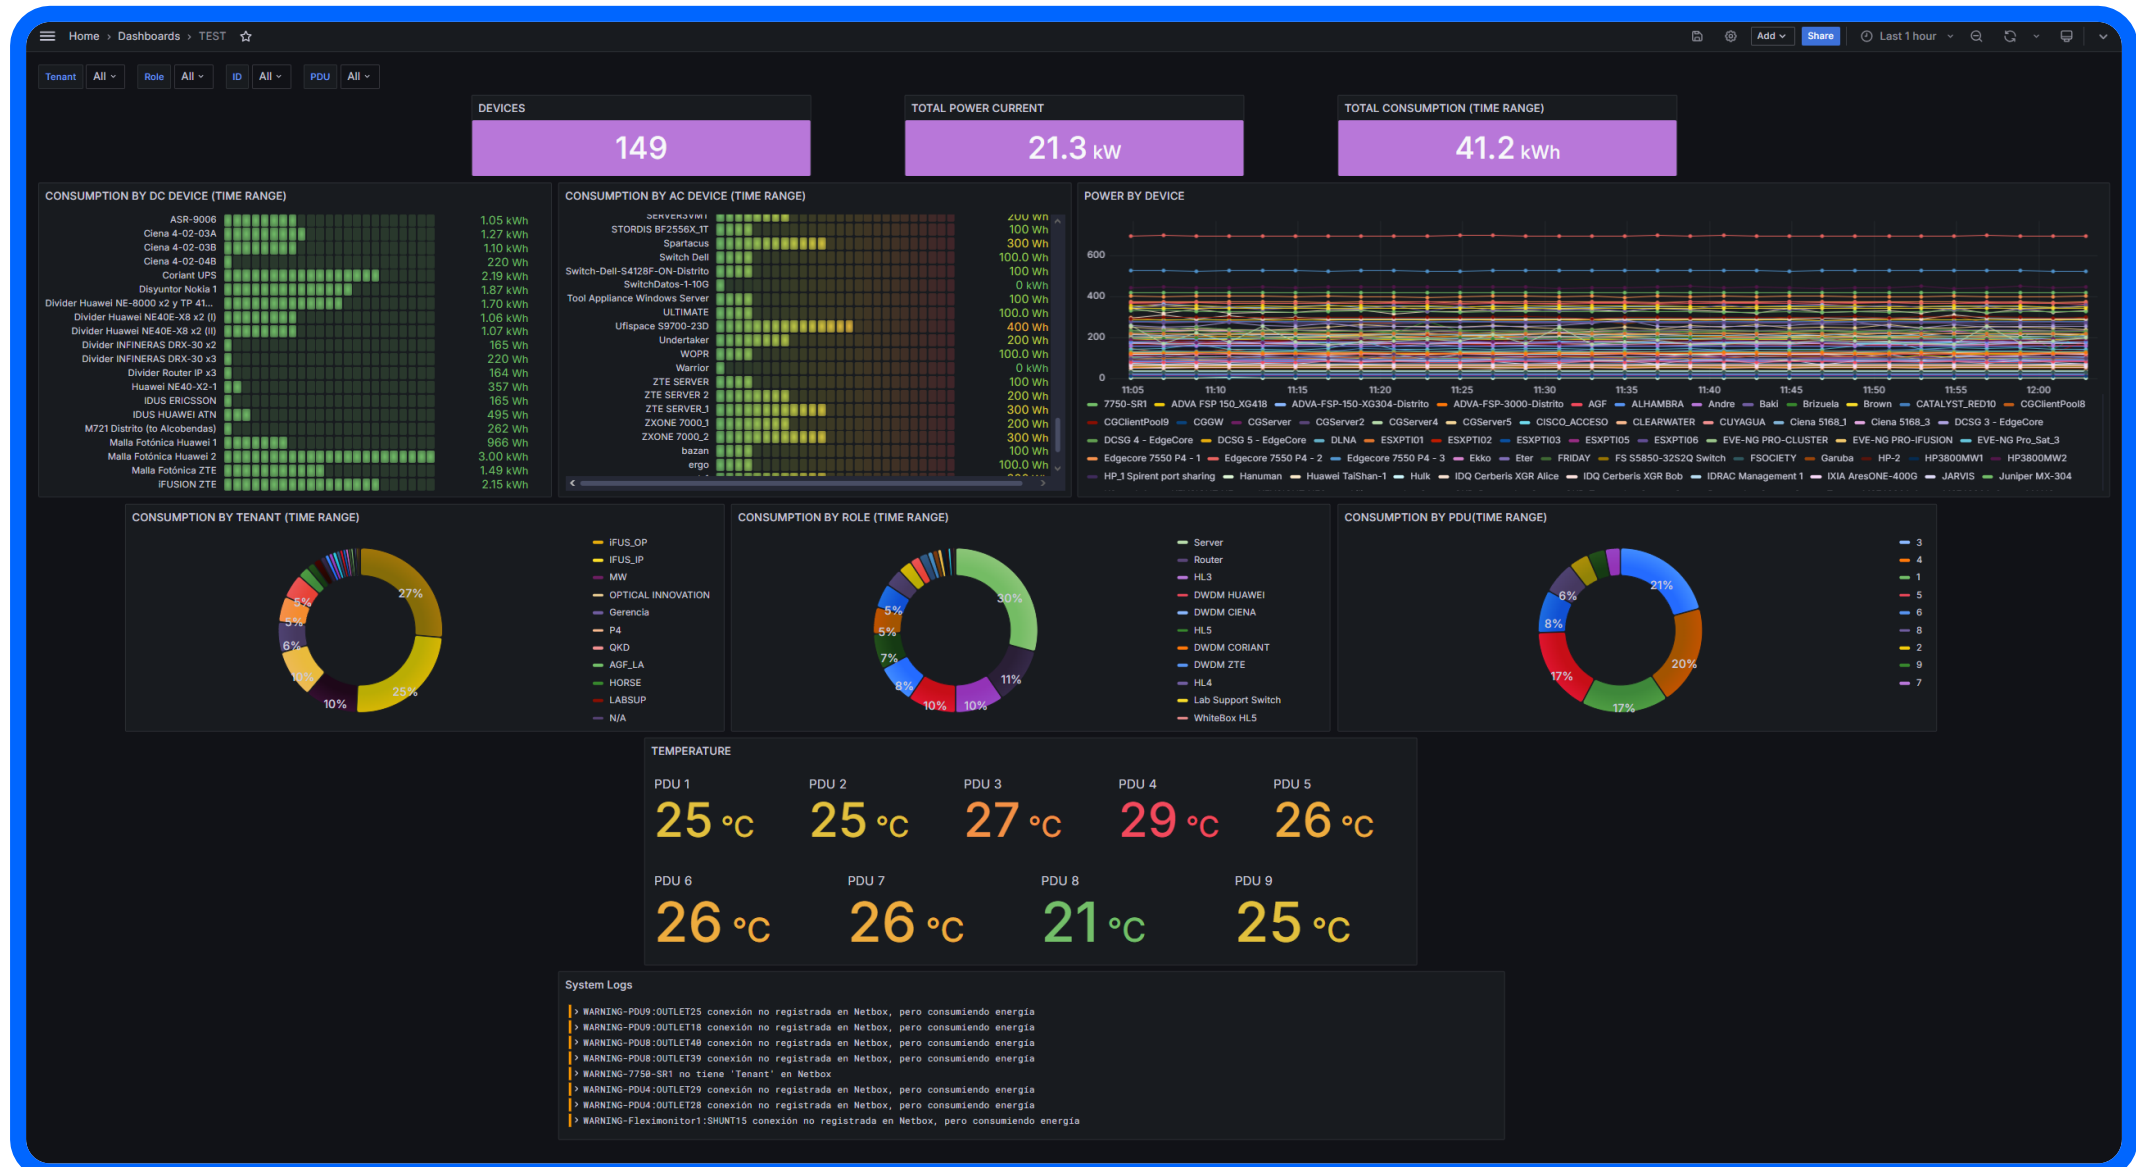 Home › Dashboards › TEST
Add
Share
Last 1 hour
Tenant All Role All ID All PDU All
DEVICES
149
TOTAL POWER CURRENT
21.3 kW
TOTAL CONSUMPTION (TIME RANGE)
41.2 kWh
CONSUMPTION BY DC DEVICE (TIME RANGE)
ASR-9006 1.05 kWh
Ciena 4-02-03A 1.27 kWh
Ciena 4-02-03B 1.10 kWh
Ciena 4-02-04B 220 Wh
Coriant UPS 2.19 kWh
Disyuntor Nokia 1 1.87 kWh
Divider Huawei NE-8000 x2 y TP 41... 1.70 kWh
Divider Huawei NE40E-X8 x2 (I) 1.06 kWh
Divider Huawei NE40E-X8 x2 (II) 1.07 kWh
Divider INFINERAS DRX-30 x2 165 Wh
Divider INFINERAS DRX-30 x3 220 Wh
Divider Router IP x3 164 Wh
Huawei NE40-X2-1 357 Wh
IDUS ERICSSON 165 Wh
IDUS HUAWEI ATN 495 Wh
M721 Distrito (to Alcobendas) 262 Wh
Malla Fotónica Huawei 1 966 Wh
Malla Fotónica Huawei 2 3.00 kWh
Malla Fotónica ZTE 1.49 kWh
iFUSION ZTE 2.15 kWh
CONSUMPTION BY AC DEVICE (TIME RANGE)
SERVER3VM1 200 Wh
STORDIS BF2556X_1T 100 Wh
Spartacus 300 Wh
Switch Dell 100.0 Wh
Switch-Dell-S4128F-ON-Distrito 100 Wh
SwitchDatos-1-10G 0 kWh
Tool Appliance Windows Server 100 Wh
ULTIMATE 100.0 Wh
Ufispace S9700-23D 400 Wh
Undertaker 200 Wh
WOPR 100.0 Wh
Warrior 0 kWh
ZTE SERVER 100 Wh
ZTE SERVER 2 200 Wh
ZTE SERVER_1 300 Wh
ZXONE 7000_1 200 Wh
ZXONE 7000_2 300 Wh
bazan 100 Wh
ergo 100.0 Wh
POWER BY DEVICE
600
400
200
0
11:05 11:10 11:15 11:20 11:25 11:30 11:35 11:40 11:45 11:50 11:55 12:00
7750-SR1 ADVA FSP 150_XG418 ADVA-FSP-150-XG304-Distrito ADVA-FSP-3000-Distrito AGF ALHAMBRA Andre Baki Brizuela Brown CATALYST_RED10 CGClientPool8
CGClientPool9 CGGW CGServer CGServer2 CGServer4 CGServer5 CISCO_ACCESO CLEARWATER CUYAGUA Ciena 5168_1 Ciena 5168_3 DCSG 3 - EdgeCore
DCSG 4 - EdgeCore DCSG 5 - EdgeCore DLNA ESXPTI01 ESXPTI02 ESXPTI03 ESXPTI05 ESXPTI06 EVE-NG PRO-CLUSTER EVE-NG PRO-IFUSION EVE-NG Pro_Sat_3
Edgecore 7550 P4 - 1 Edgecore 7550 P4 - 2 Edgecore 7550 P4 - 3 Ekko Eter FRIDAY FS S5850-32S2Q Switch FSOCIETY Garuba HP-2 HP3800MW1 HP3800MW2
HP_1 Spirent port sharing Hanuman Huawei TaiShan-1 Hulk IDQ Cerberis XGR Alice IDQ Cerberis XGR Bob IDRAC Management 1 IXIA AresONE-400G JARVIS Juniper MX-304
CONSUMPTION BY TENANT (TIME RANGE)
27%
25%
10%
10%
6%
5%
5%
iFUS_OP
IFUS_IP
MW
OPTICAL INNOVATION
Gerencia
P4
QKD
AGF_LA
HORSE
LABSUP
N/A
CONSUMPTION BY ROLE (TIME RANGE)
30%
11%
10%
10%
8%
7%
5%
5%
Server
Router
HL3
DWDM HUAWEI
DWDM CIENA
HL5
DWDM CORIANT
DWDM ZTE
HL4
Lab Support Switch
WhiteBox HL5
CONSUMPTION BY PDU(TIME RANGE)
21%
20%
17%
17%
8%
6%
3
4
1
5
6
8
2
9
7
TEMPERATURE
PDU 1 PDU 2 PDU 3 PDU 4 PDU 5
25 °C 25 °C 27 °C 29 °C 26 °C
PDU 6 PDU 7 PDU 8 PDU 9
26 °C 26 °C 21 °C 25 °C
System Logs
› WARNING-PDU9:OUTLET25 conexión no registrada en Netbox, pero consumiendo energía
› WARNING-PDU9:OUTLET18 conexión no registrada en Netbox, pero consumiendo energía
› WARNING-PDU8:OUTLET40 conexión no registrada en Netbox, pero consumiendo energía
› WARNING-PDU8:OUTLET39 conexión no registrada en Netbox, pero consumiendo energía
› WARNING-7750-SR1 no tiene 'Tenant' en Netbox
› WARNING-PDU4:OUTLET29 conexión no registrada en Netbox, pero consumiendo energía
› WARNING-PDU4:OUTLET28 conexión no registrada en Netbox, pero consumiendo energía
› WARNING-Fleximonitor1:SHUNT15 conexión no registrada en Netbox, pero consumiendo energía